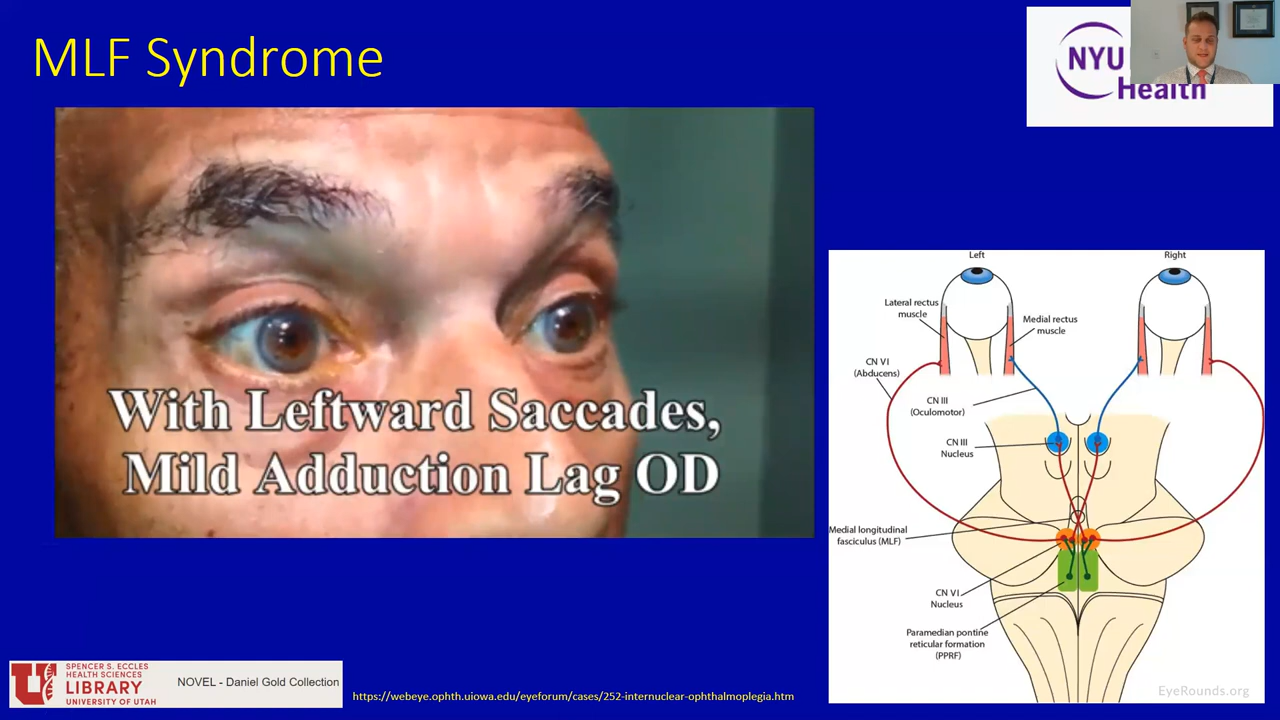 MLF Syndrome
NYU
Health
With Leftward Saccades,
Mild Adduction Lag OD
Left
Right
Lateral rectus
muscle
Medial rectus
muscle
CN VI
(Abducens)
CN III
(Oculomotor)
CN III
Nucleus
Medial longitudinal
fasciculus (MLF)
CN VI
Nucleus
Paramedian pontine
reticular formation
(PPRF)
EyeRounds.org
U
SPENCER S. ECCLES
HEALTH SCIENCES
LIBRARY
UNIVERSITY OF UTAH
NOVEL - Daniel Gold Collection
https://webeye.ophth.uiowa.edu/eyeforum/cases/252-internuclear-ophthalmoplegia.htm